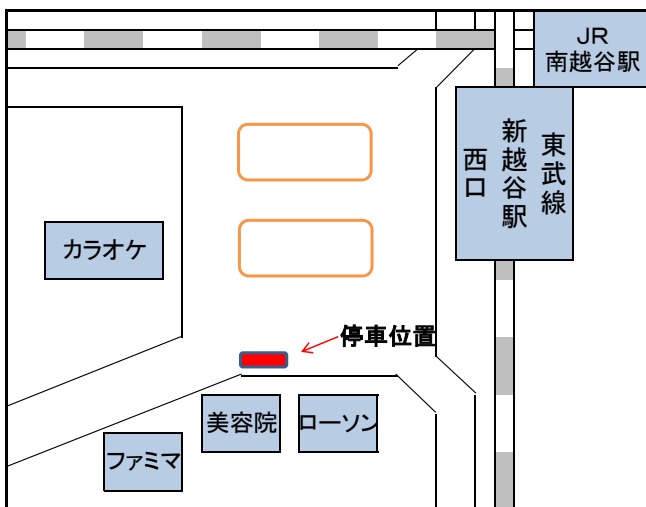 JR
南越谷駅
東武線
新越谷駅
西口
カラオケ
停車位置
美容院
ローソン
ファミマ